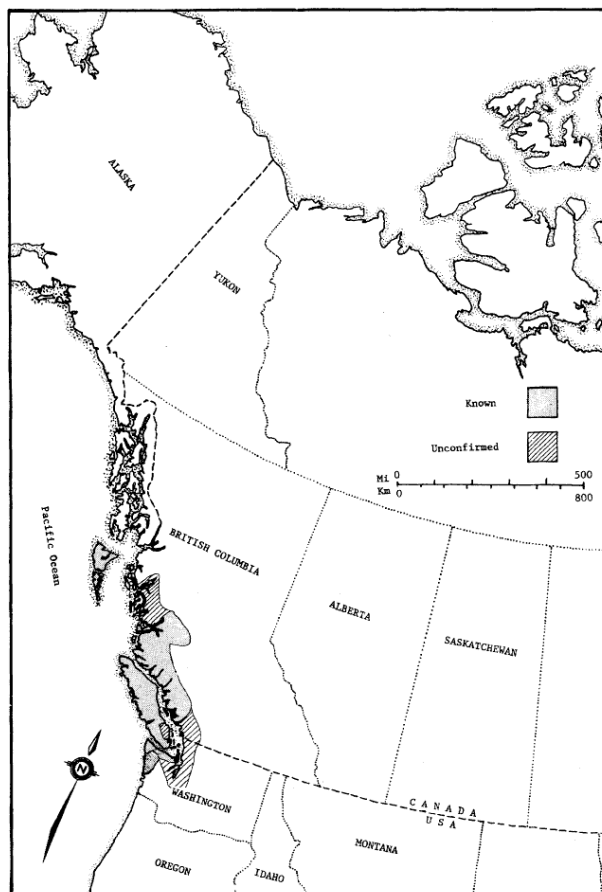 ALASKA
YUKON
Known
Unconfirmed
Mi 0 500
Km 0 800
Pacific Ocean
BRITISH COLUMBIA
ALBERTA
SASKATCHEWAN
N
CANADA
USA
WASHINGTON
MONTANA
OREGON
IDAHO